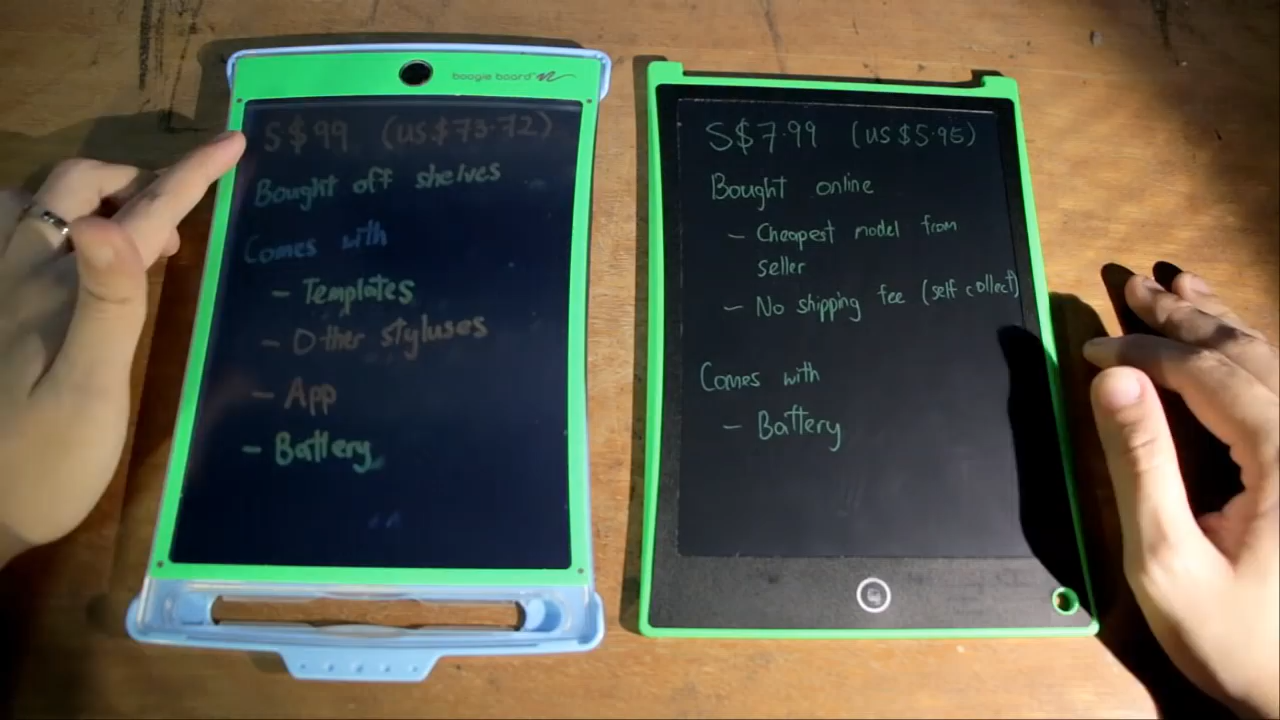 boogie board
S$99 (US $73.72)
Bought off shelves
Comes with
- Templates
- Other styluses
- App
- Battery
S$7.99 (US $5.95)
Bought online
- Cheapest model from
seller
- No shipping fee (self collect)
Comes with
- Battery